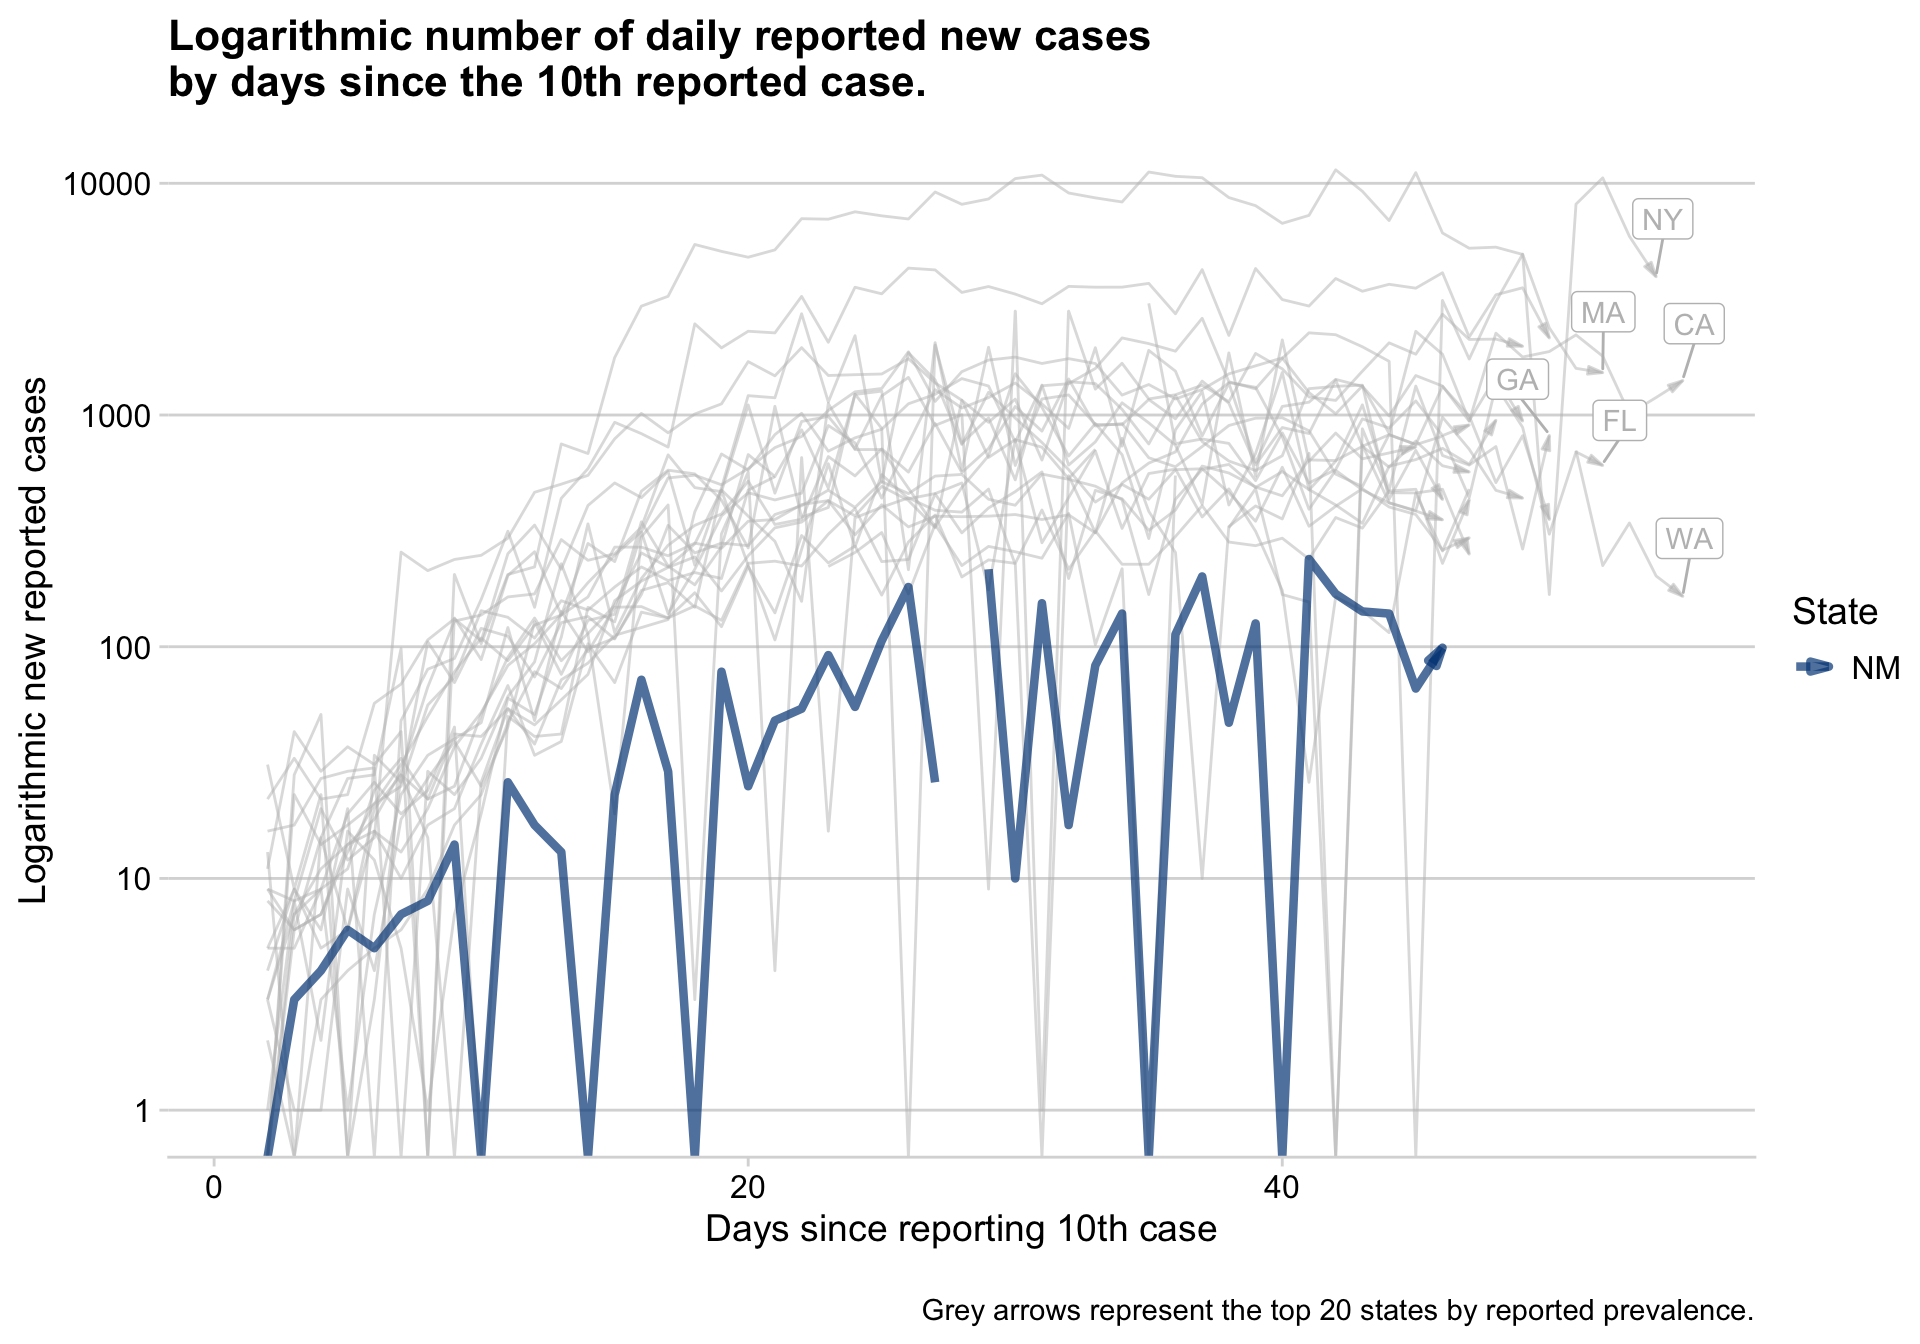 Logarithmic number of daily reported new cases
by days since the 10th reported case.
Logarithmic new reported cases
10000
1000
100
10
1
NY
MA
CA
GA
FL
WA
State
NM
0
20
40
Days since reporting 10th case
Grey arrows represent the top 20 states by reported prevalence.